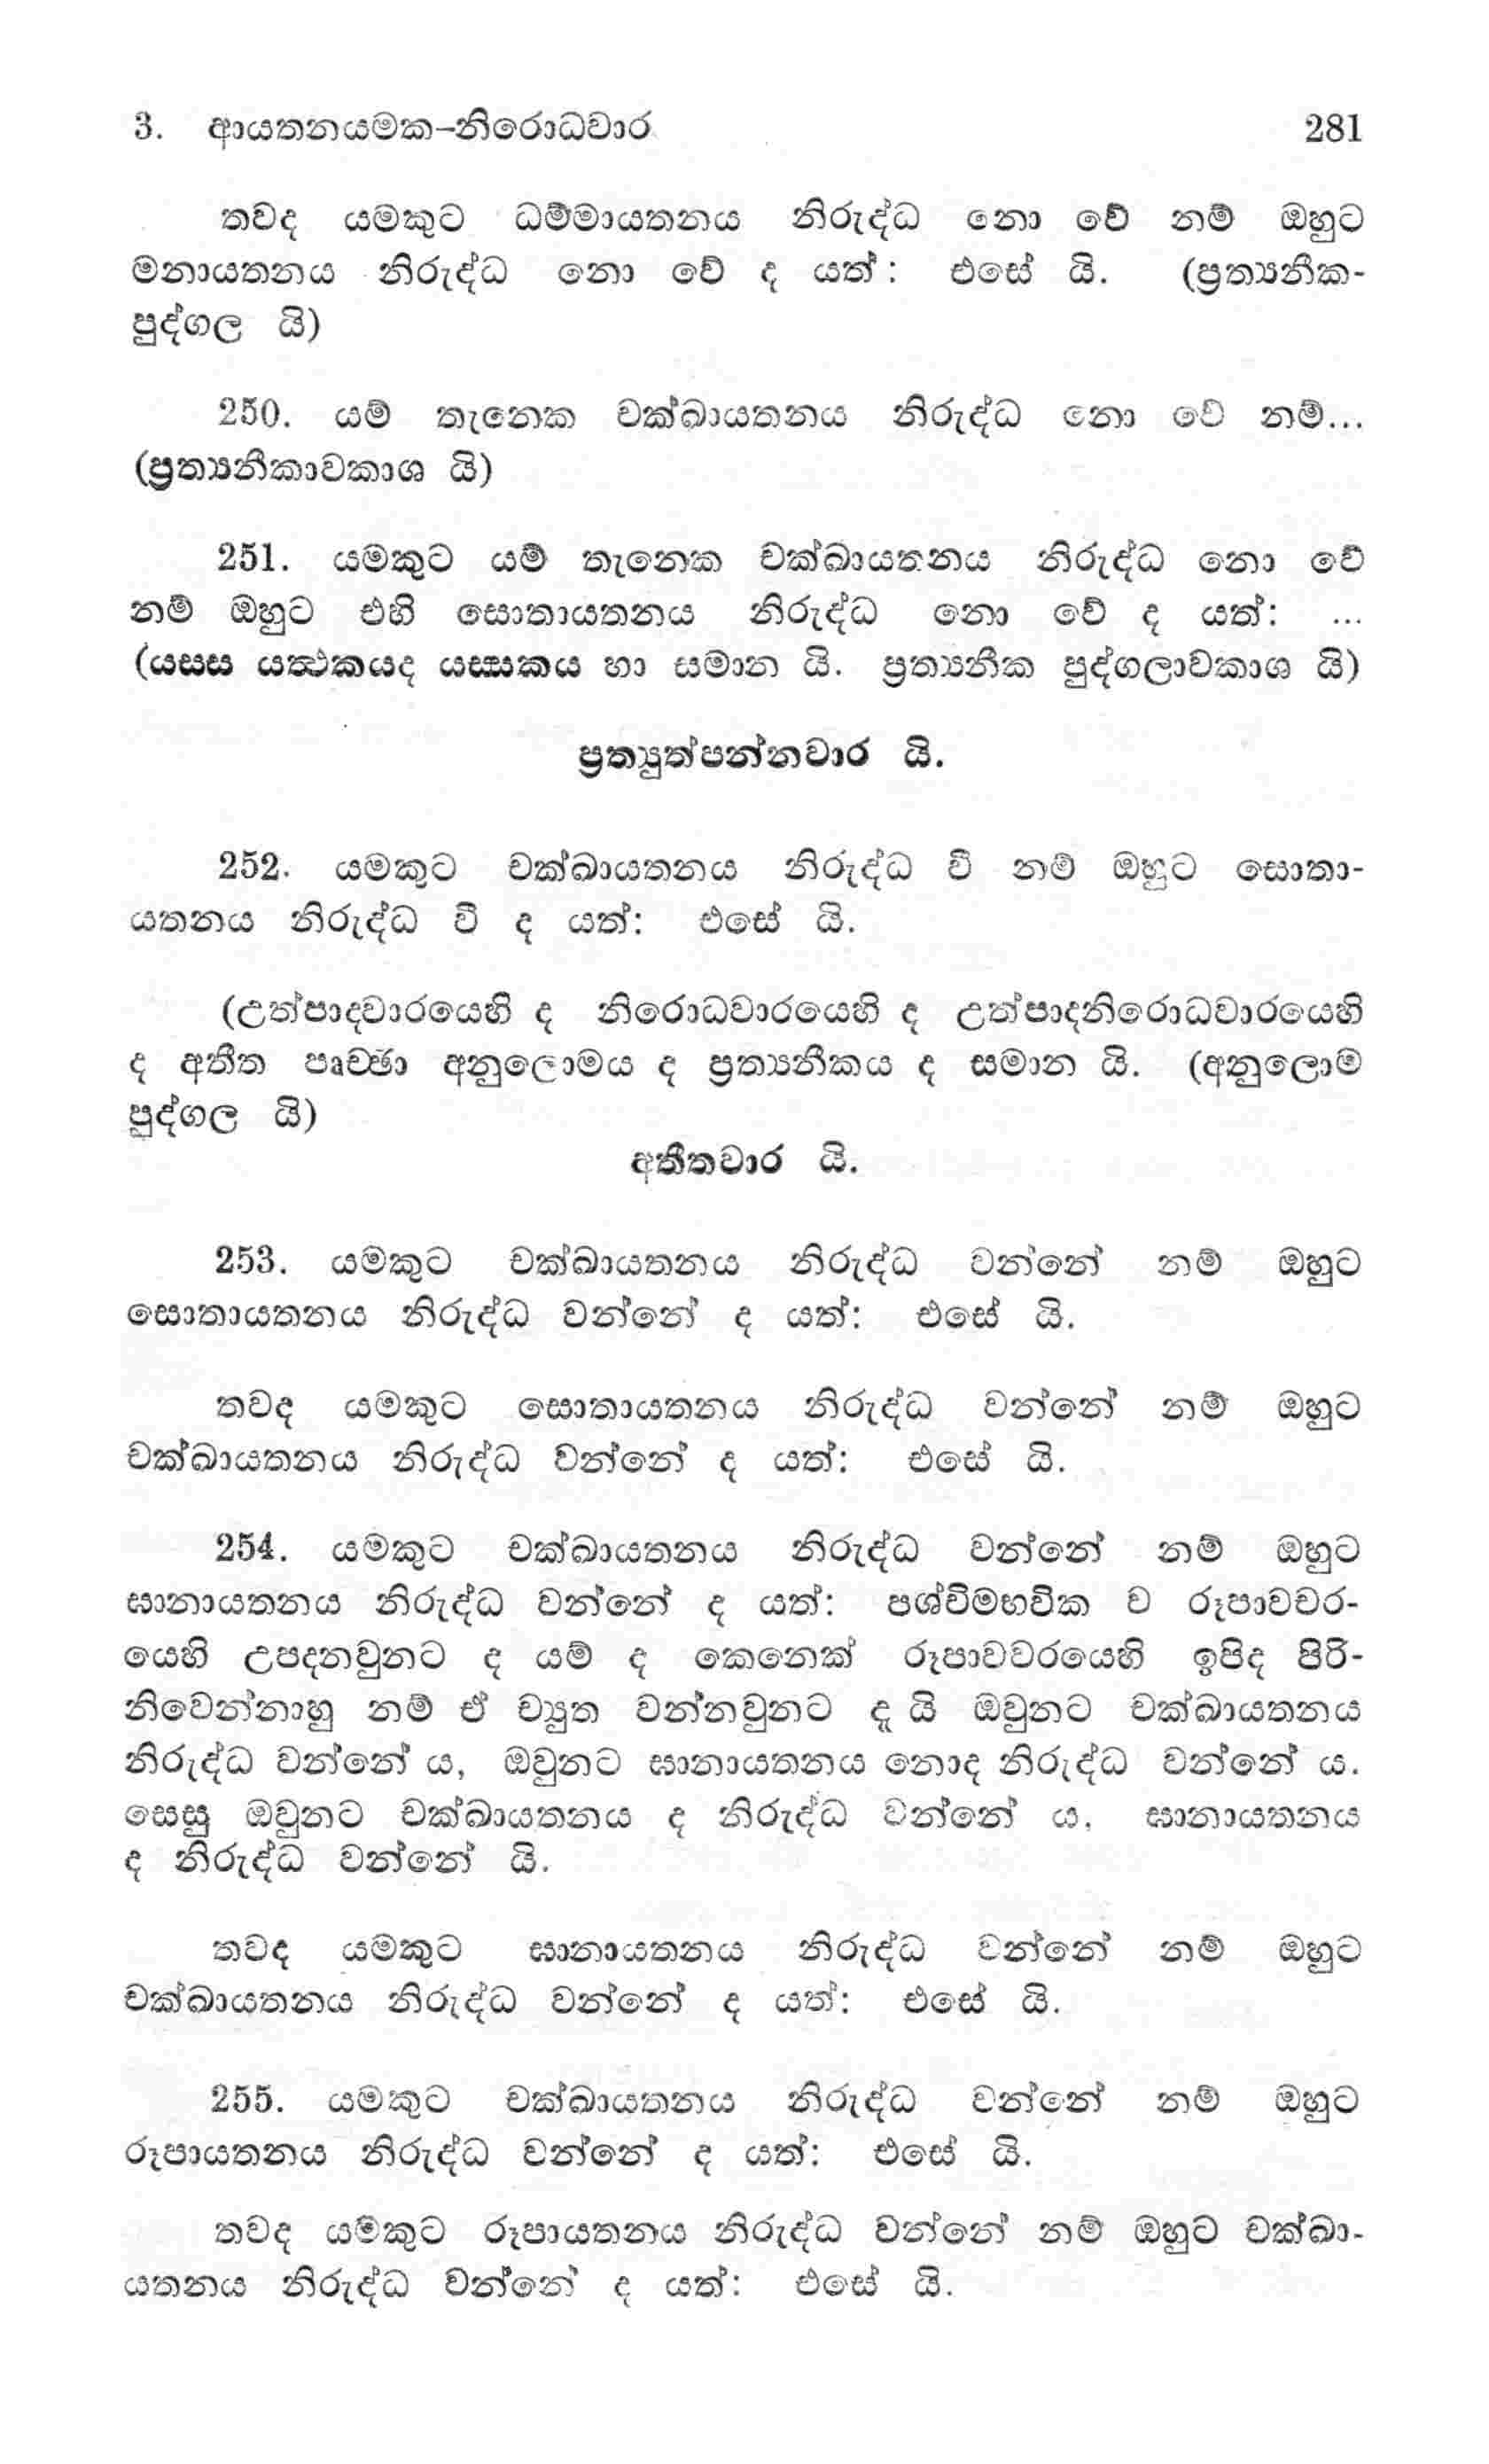 3. ආයතනයමක-නිරොධවාර 281
තවද යමකුට ධම්මායතනය නිරුද්ධ නො වේ නම් ඔහුට
මනායතනය නිරුද්ධ නො වේ ද යත්: එසේ යි. (ප්‍රත්‍යනීක-
පුද්ගල යි)
250. යම් තැනෙක චක්ඛායතනය නිරුද්ධ නො වේ නම්...
(ප්‍රත්‍යනීකාවකාශ යි)
251. යමකුට යම් තැනෙක චක්ඛායතනය නිරුද්ධ නො වේ
නම් ඔහුට එහි සොතායතනය නිරුද්ධ නො වේ ද යත්: ...
(යස්ස යත්‍ථකයද යස්සකය හා සමාන යි. ප්‍රත්‍යනීක පුද්ගලාවකාශ යි)
ප්‍රත්‍යුත්පන්නවාර යි.
252. යමකුට චක්ඛායතනය නිරුද්ධ වී නම් ඔහුට සොතා-
යතනය නිරුද්ධ වී ද යත්: එසේ යි.
(උත්පාදවාරයෙහි ද නිරොධවාරයෙහි ද උත්පාදනිරොධවාරයෙහි
ද අතීත පෘච්ඡා අනුලොමය ද ප්‍රත්‍යනීකය ද සමාන යි. (අනුලොම
පුද්ගල යි)
අතීතවාර යි.
253. යමකුට චක්ඛායතනය නිරුද්ධ වන්නේ නම් ඔහුට
සොතායතනය නිරුද්ධ වන්නේ ද යත්: එසේ යි.
තවද යමකුට සොතායතනය නිරුද්ධ වන්නේ නම් ඔහුට
චක්ඛායතනය නිරුද්ධ වන්නේ ද යත්: එසේ යි.
254. යමකුට චක්ඛායතනය නිරුද්ධ වන්නේ නම් ඔහුට
ඝානායතනය නිරුද්ධ වන්නේ ද යත්: පශ්චිමභවික ව රූපාවචර-
යෙහි උපදනවුනට ද යම් ද කෙනෙක් රූපාවචරයෙහි ඉපිද පිරි-
නිවෙන්නාහු නම් ඒ ච්‍යුත වන්නවුනට දැ යි ඔවුනට චක්ඛායතනය
නිරුද්ධ වන්නේ ය, ඔවුනට ඝානායතනය නොද නිරුද්ධ වන්නේ ය.
සෙසු ඔවුනට චක්ඛායතනය ද නිරුද්ධ වන්නේ ය, ඝානායතනය
ද නිරුද්ධ වන්නේ යි.
තවද යමකුට ඝානායතනය නිරුද්ධ වන්නේ නම් ඔහුට
චක්ඛායතනය නිරුද්ධ වන්නේ ද යත්: එසේ යි.
255. යමකුට චක්ඛායතනය නිරුද්ධ වන්නේ නම් ඔහුට
රූපායතනය නිරුද්ධ වන්නේ ද යත්: එසේ යි.
තවද යමකුට රූපායතනය නිරුද්ධ වන්නේ නම් ඔහුට චක්ඛා-
යතනය නිරුද්ධ වන්නේ ද යත්: එසේ යි.